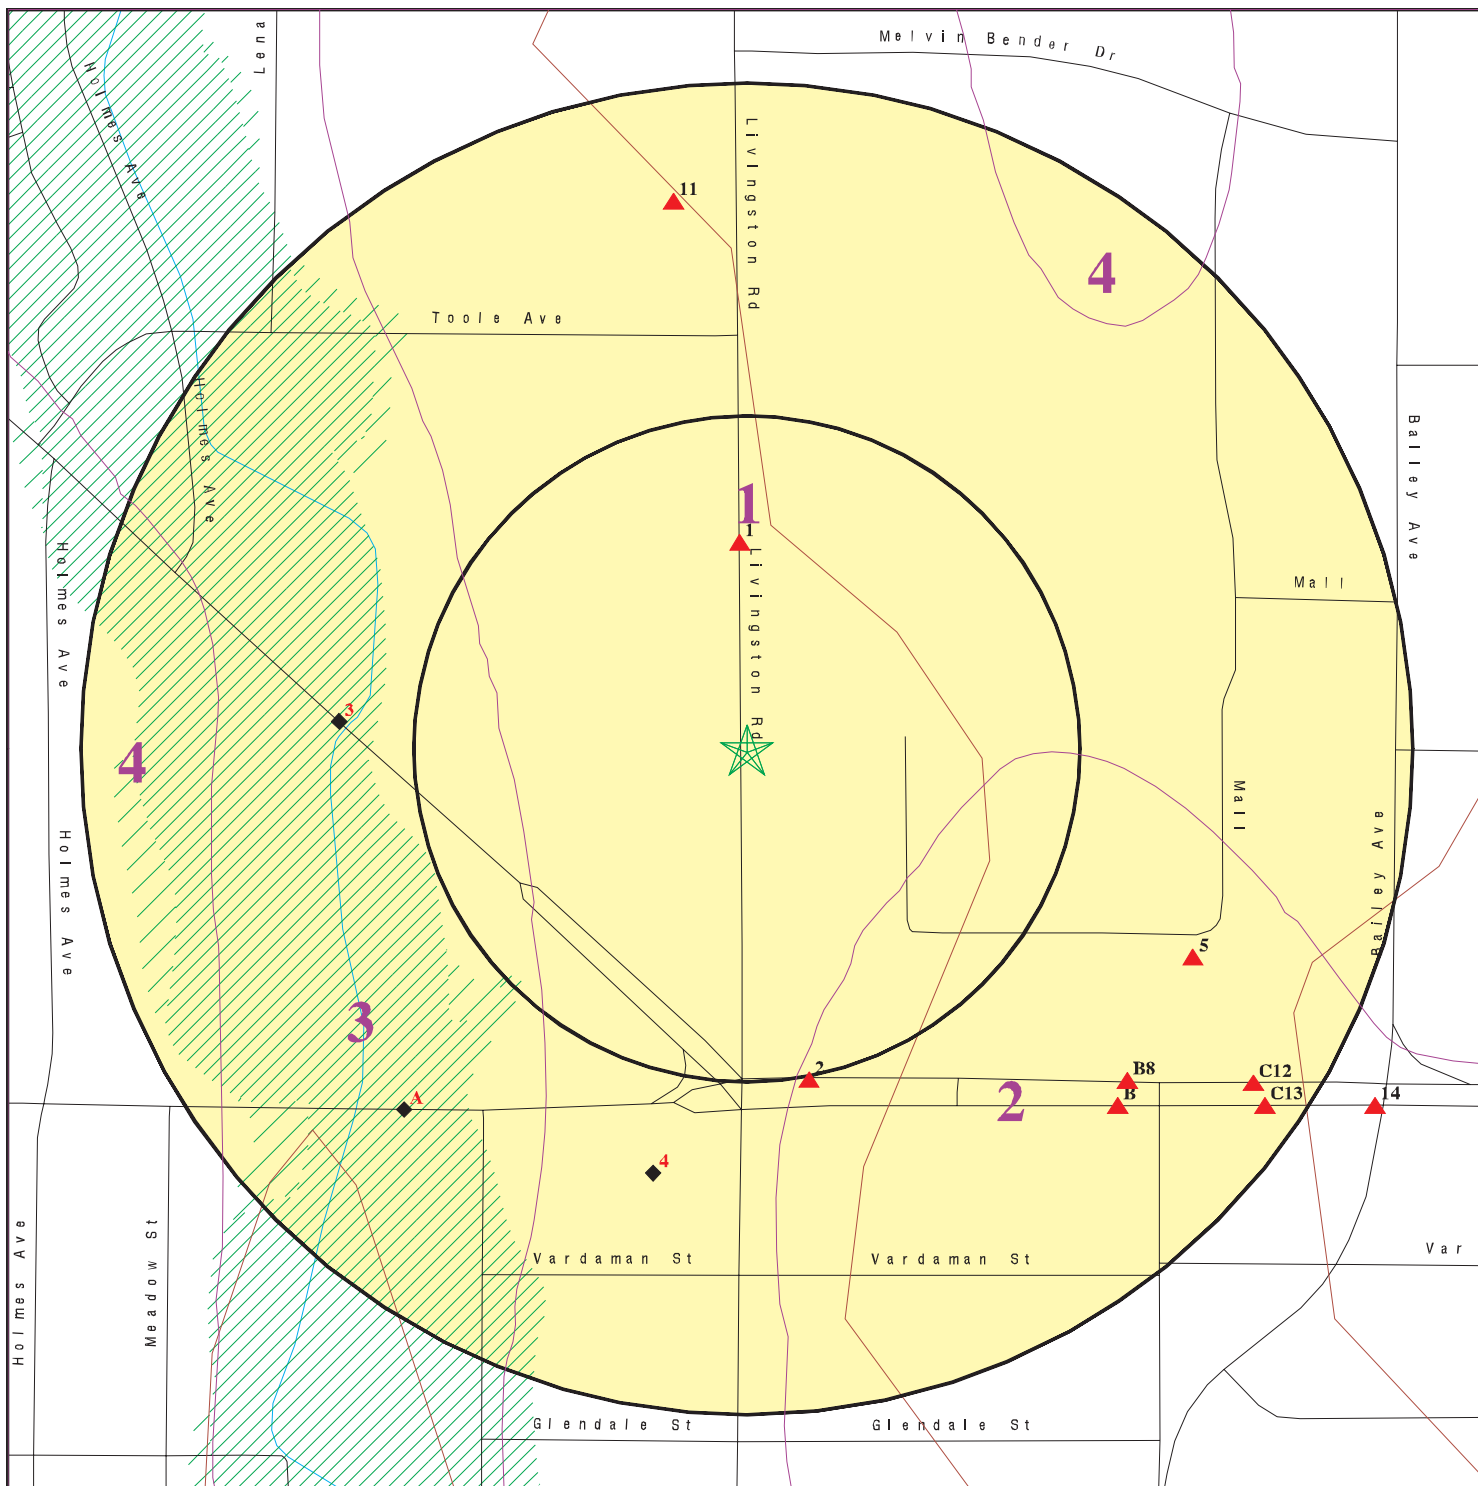 Melvin Bender Dr
Lena
Holmes Ave
Livingston Rd
11
4
Toole Ave
Holmes Ave
Balley Ave
1
1
Holmes Ave
Livingston Rd
Mall
3
4
Mall
Holmes Ave
Bailey Ave
5
3
2
B8
C12
A
2
B
C13
14
4
Holmes Ave
Meadow St
Vardaman St
Vardaman St
Var
Glendale St
Glendale St